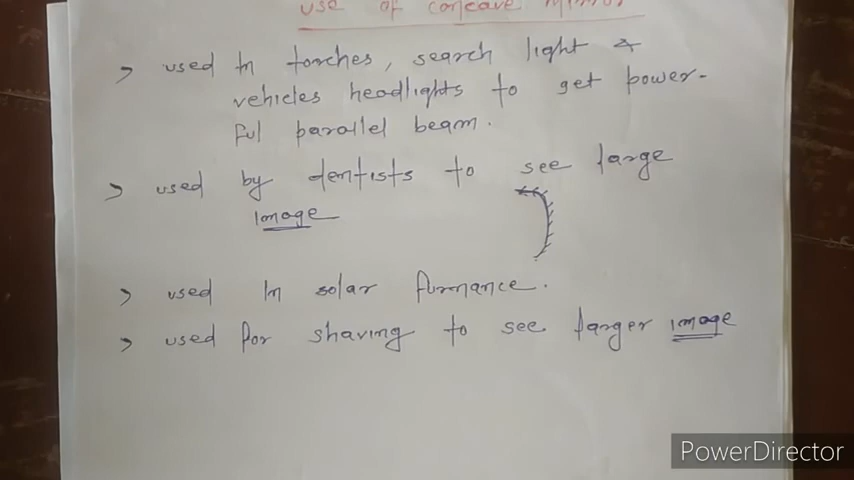 use of concave mirror
> used in torches, search light &
vehicles headlights to get power-
ful parallel beam.
> used by dentists to see large
image
> used in solar furnance.
> used for shaving to see larger image
PowerDirector